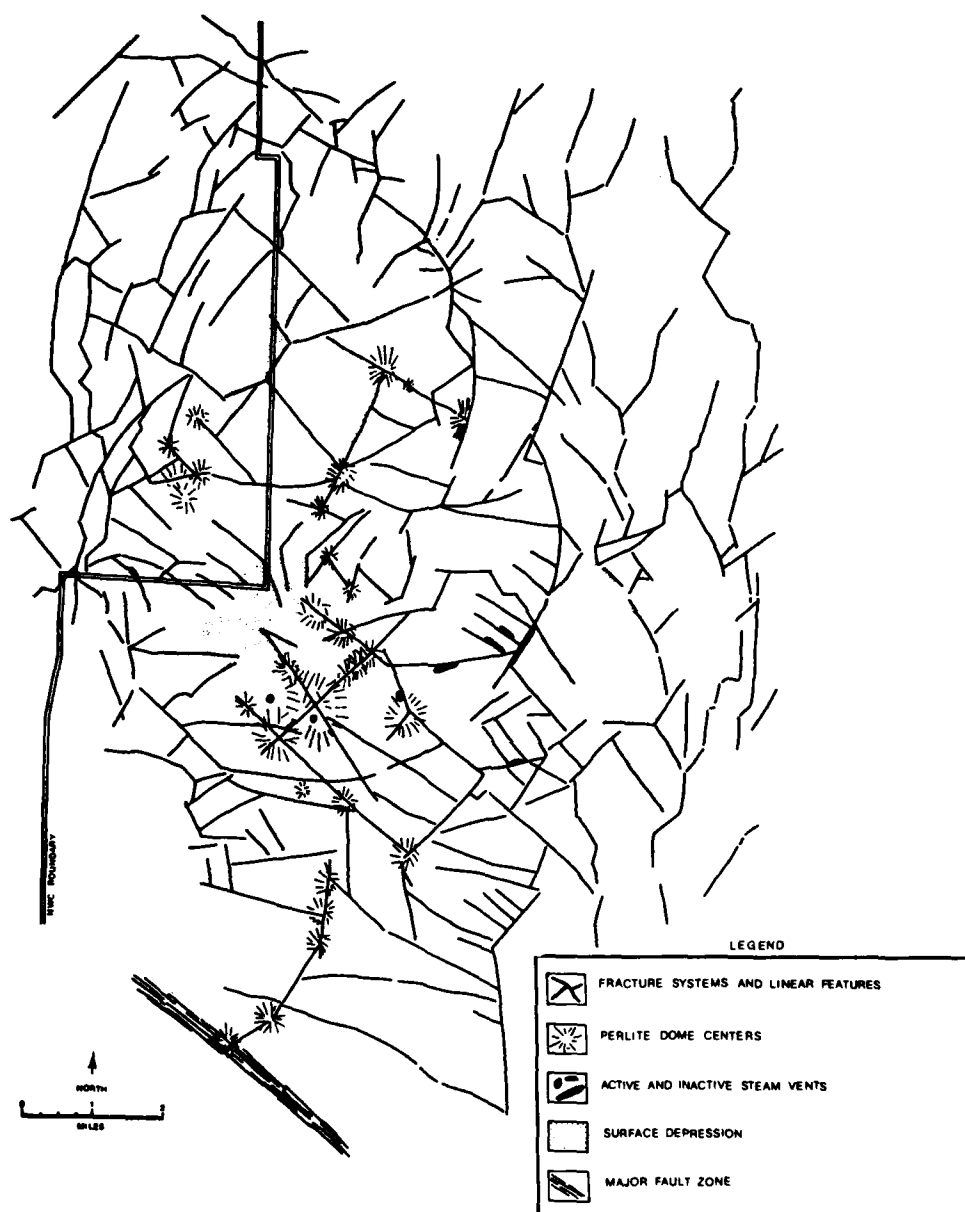 NWC BOUNDARY
LEGEND
FRACTURE SYSTEMS AND LINEAR FEATURES
PERLITE DOME CENTERS
ACTIVE AND INACTIVE STEAM VENTS
SURFACE DEPRESSION
MAJOR FAULT ZONE
NORTH
0 1 2
MILES